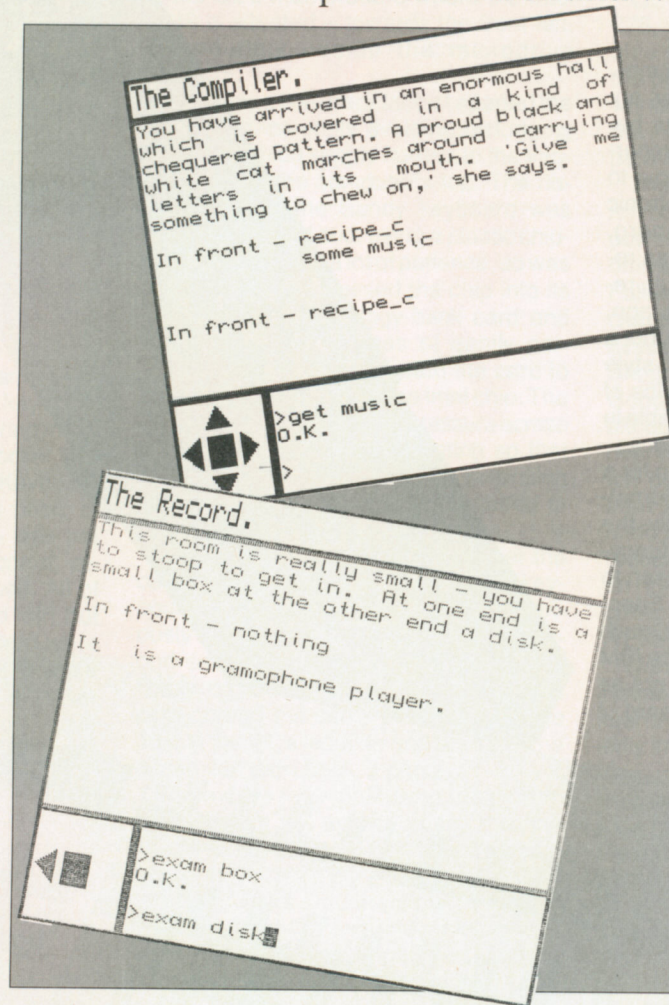 The Compiler.
You have arrived in an enormous hall
which is covered in a kind of
chequered pattern. A proud black and
white cat marches around carrying
letters in its mouth. 'Give me
something to chew on,' she says.
In front - recipe_c
some music
In front - recipe_c
>get music
O.K.
>
The Record.
This room is really small - you have
to stoop to get in. At one end is a
small box at the other end a disk.
In front - nothing
It is a gramophone player.
>exam box
O.K.
>exam disk